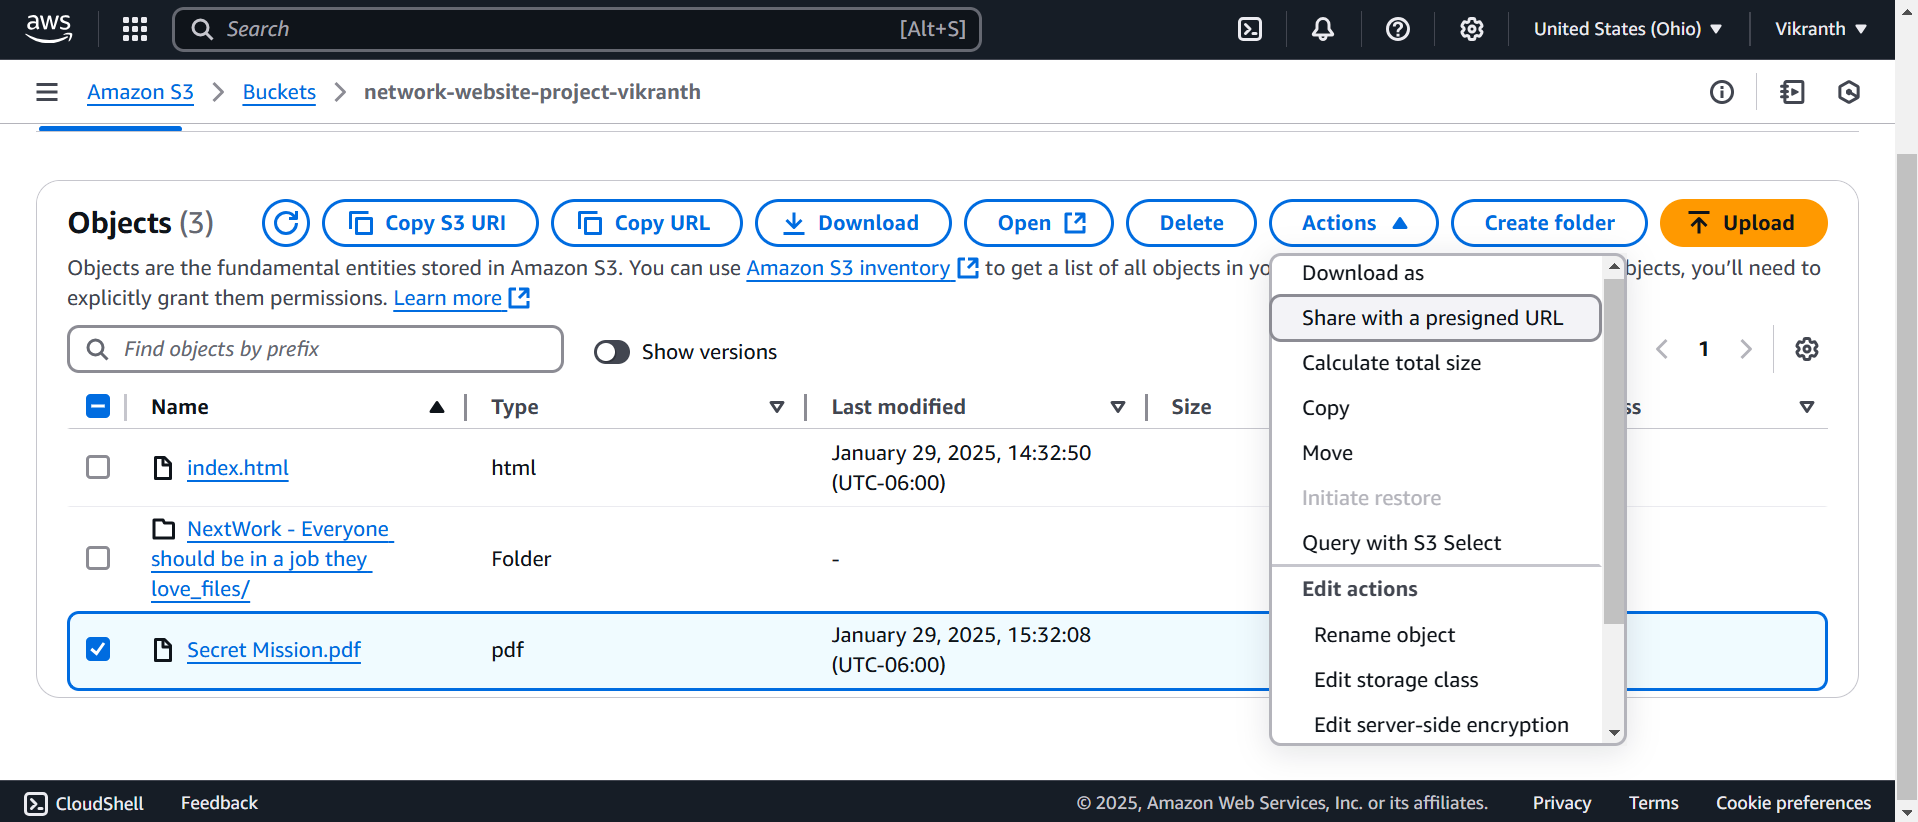 aws
Search [Alt+S]
United States (Ohio)
Vikranth
Amazon S3 Buckets network-website-project-vikranth
Objects (3)
Copy S3 URI
Copy URL
Download
Open
Delete
Actions
Create folder
Upload
Objects are the fundamental entities stored in Amazon S3. You can use Amazon S3 inventory to get a list of all objects in yo bjects, you'll need to
explicitly grant them permissions. Learn more
Find objects by prefix
Show versions
1
Name Type Last modified Size ss
index.html html January 29, 2025, 14:32:50
(UTC-06:00)
NextWork - Everyone
should be in a job they
love_files/
Folder -
Secret Mission.pdf pdf January 29, 2025, 15:32:08
(UTC-06:00)
Download as
Share with a presigned URL
Calculate total size
Copy
Move
Initiate restore
Query with S3 Select
Edit actions
Rename object
Edit storage class
Edit server-side encryption
CloudShell Feedback © 2025, Amazon Web Services, Inc. or its affiliates. Privacy Terms Cookie preferences